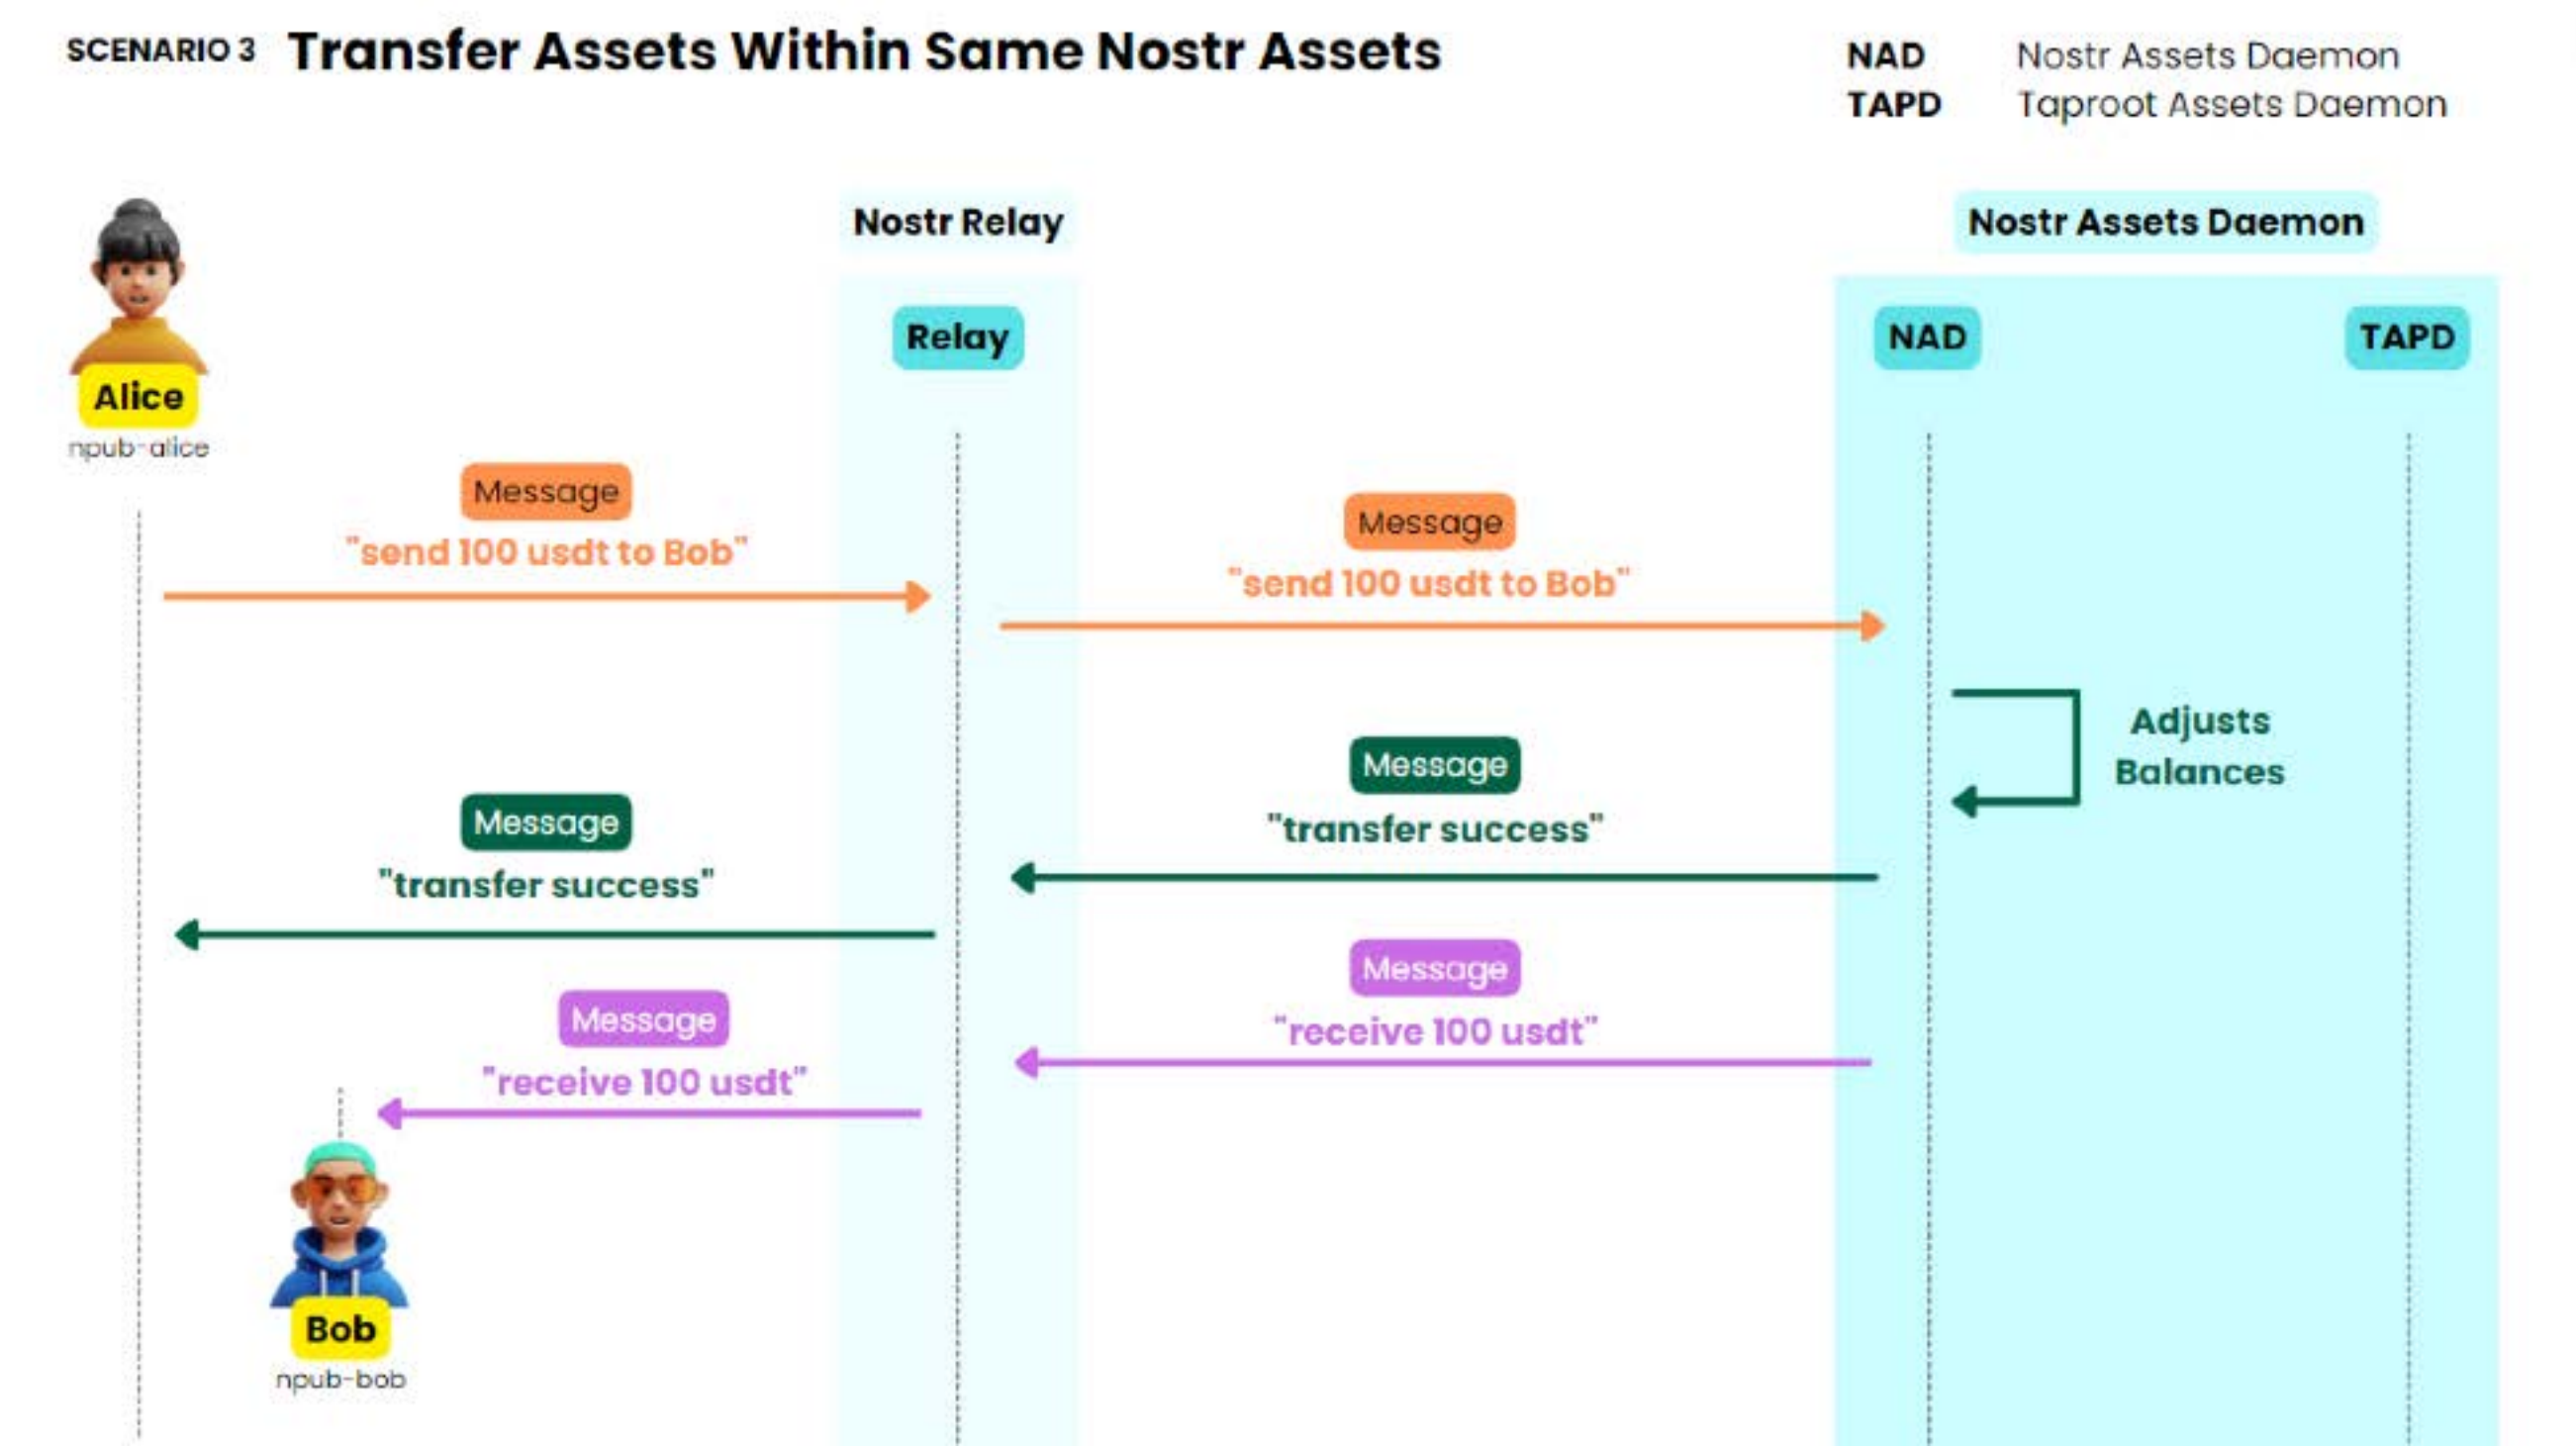 SCENARIO 3 Transfer Assets Within Same Nostr Assets
NAD Nostr Assets Daemon
TAPD Taproot Assets Daemon
Nostr Relay
Nostr Assets Daemon
Relay
NAD
TAPD
Alice
npub-alice
Message
"send 100 usdt to Bob"
Message
"send 100 usdt to Bob"
Adjusts
Balances
Message
"transfer success"
Message
"transfer success"
Message
"receive 100 usdt"
Message
"receive 100 usdt"
Bob
npub-bob